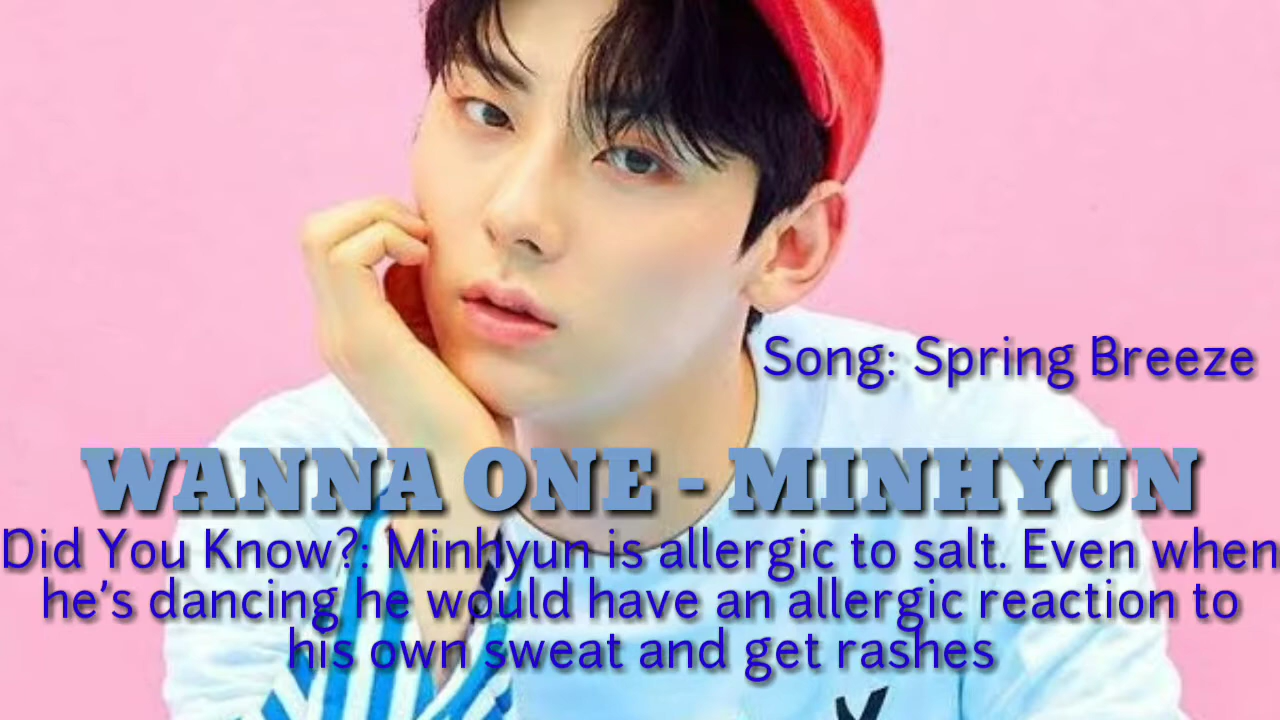 Song: Spring Breeze
WANNA ONE - MINHYUN
Did You Know?: Minhyun is allergic to salt. Even when
he's dancing he would have an allergic reaction to
his own sweat and get rashes